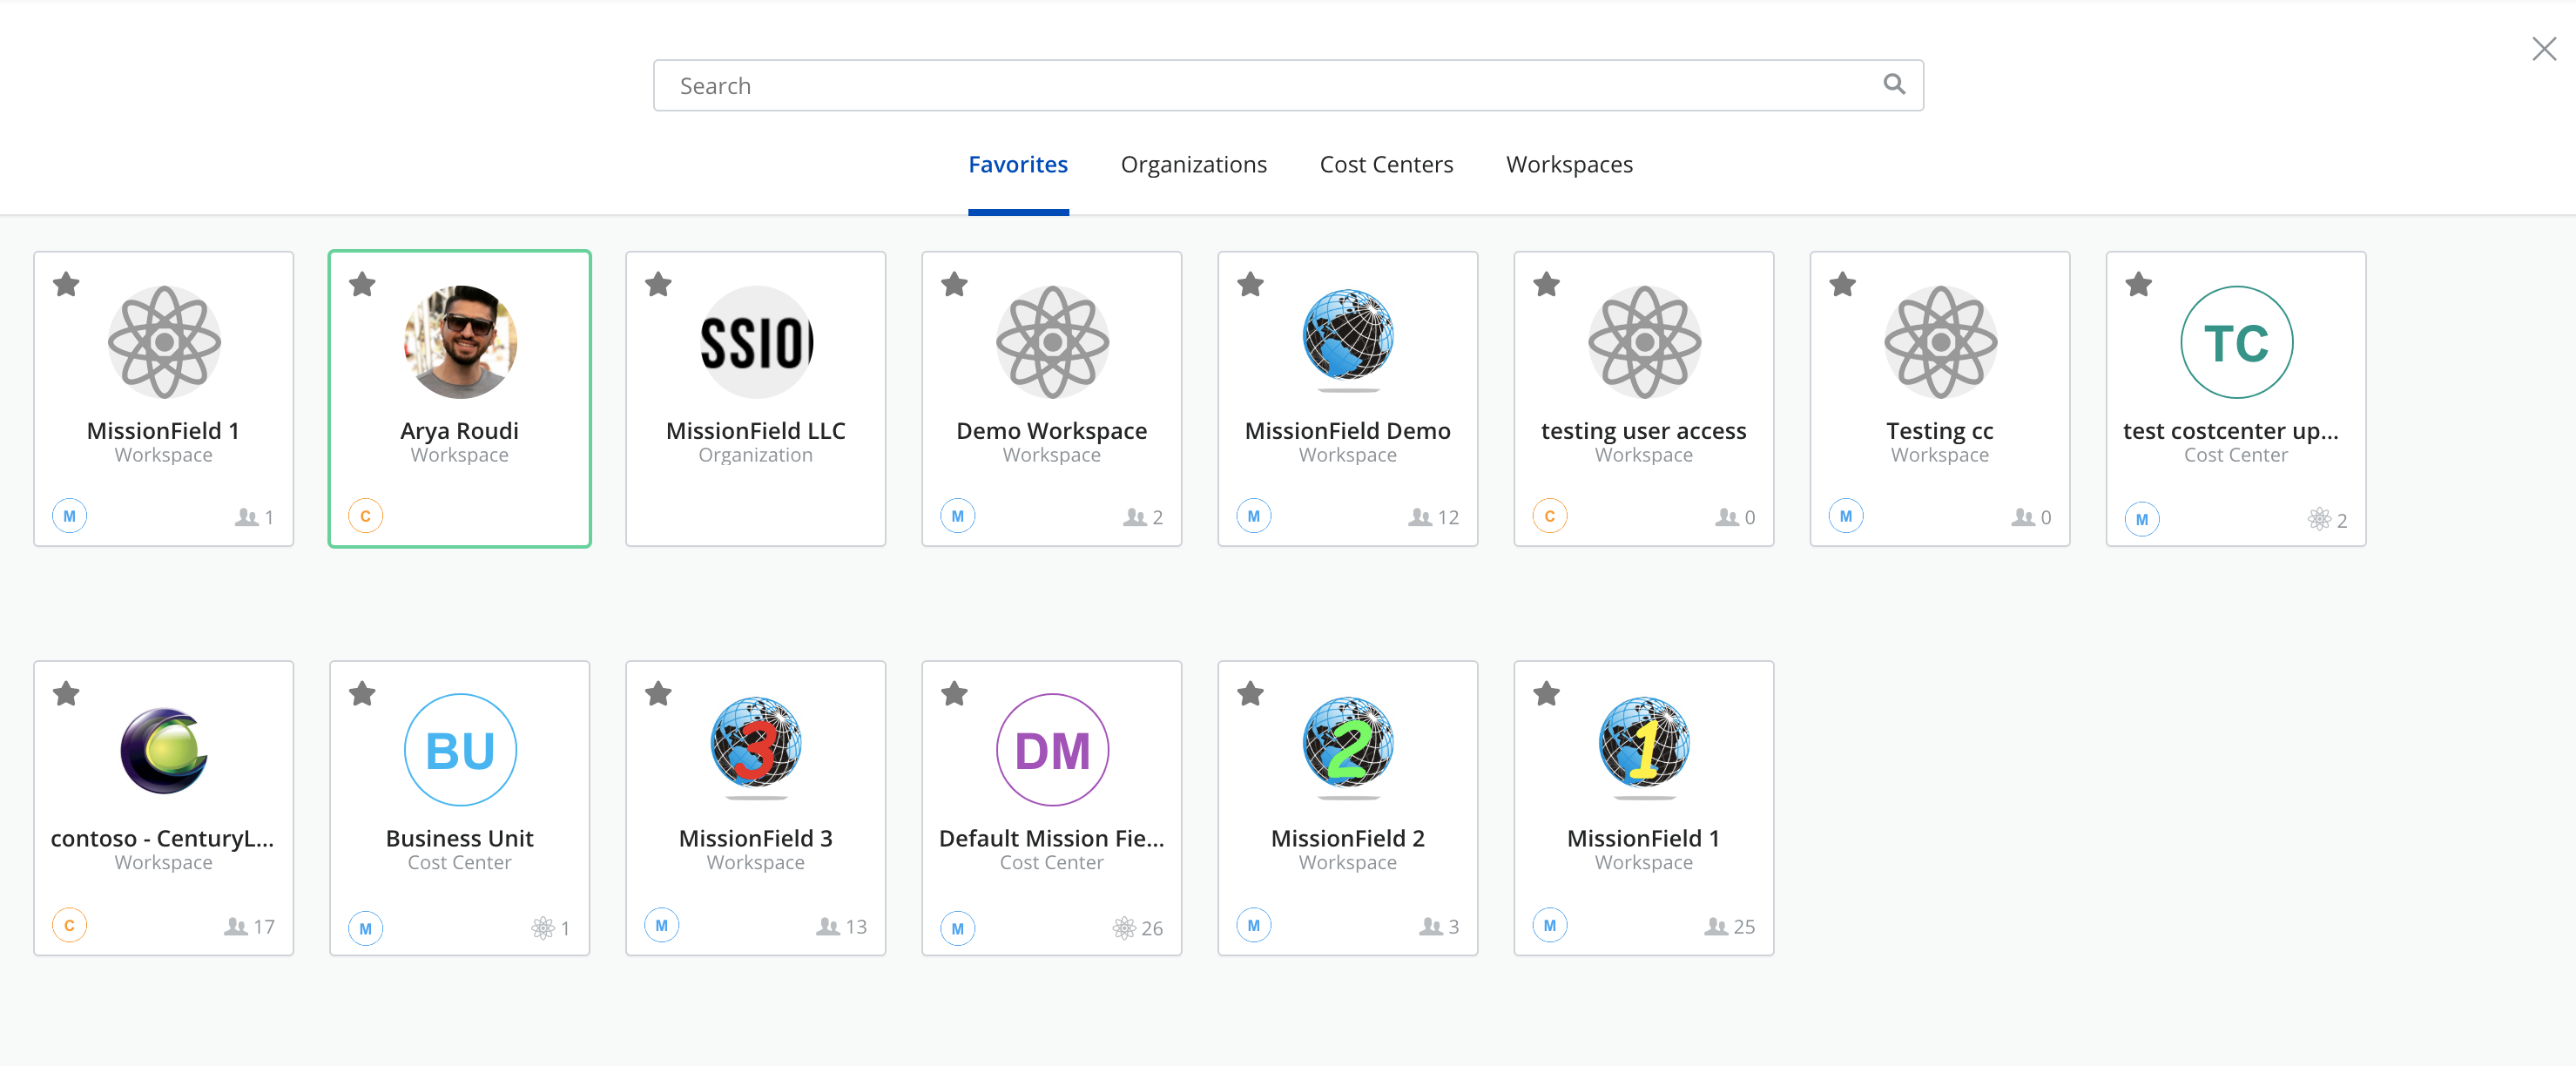 Search
Favorites Organizations Cost Centers Workspaces
SSIO
MissionField 1
Workspace
M 1
Arya Roudi
Workspace
C
MissionField LLC
Organization
Demo Workspace
Workspace
M 2
MissionField Demo
Workspace
M 12
testing user access
Workspace
C 0
Testing cc
Workspace
M 0
TC
test costcenter up...
Cost Center
M 2
contoso - CenturyL...
Workspace
C 17
BU
Business Unit
Cost Center
M 1
3
MissionField 3
Workspace
M 13
DM
Default Mission Fie...
Cost Center
M 26
2
MissionField 2
Workspace
M 3
1
MissionField 1
Workspace
M 25